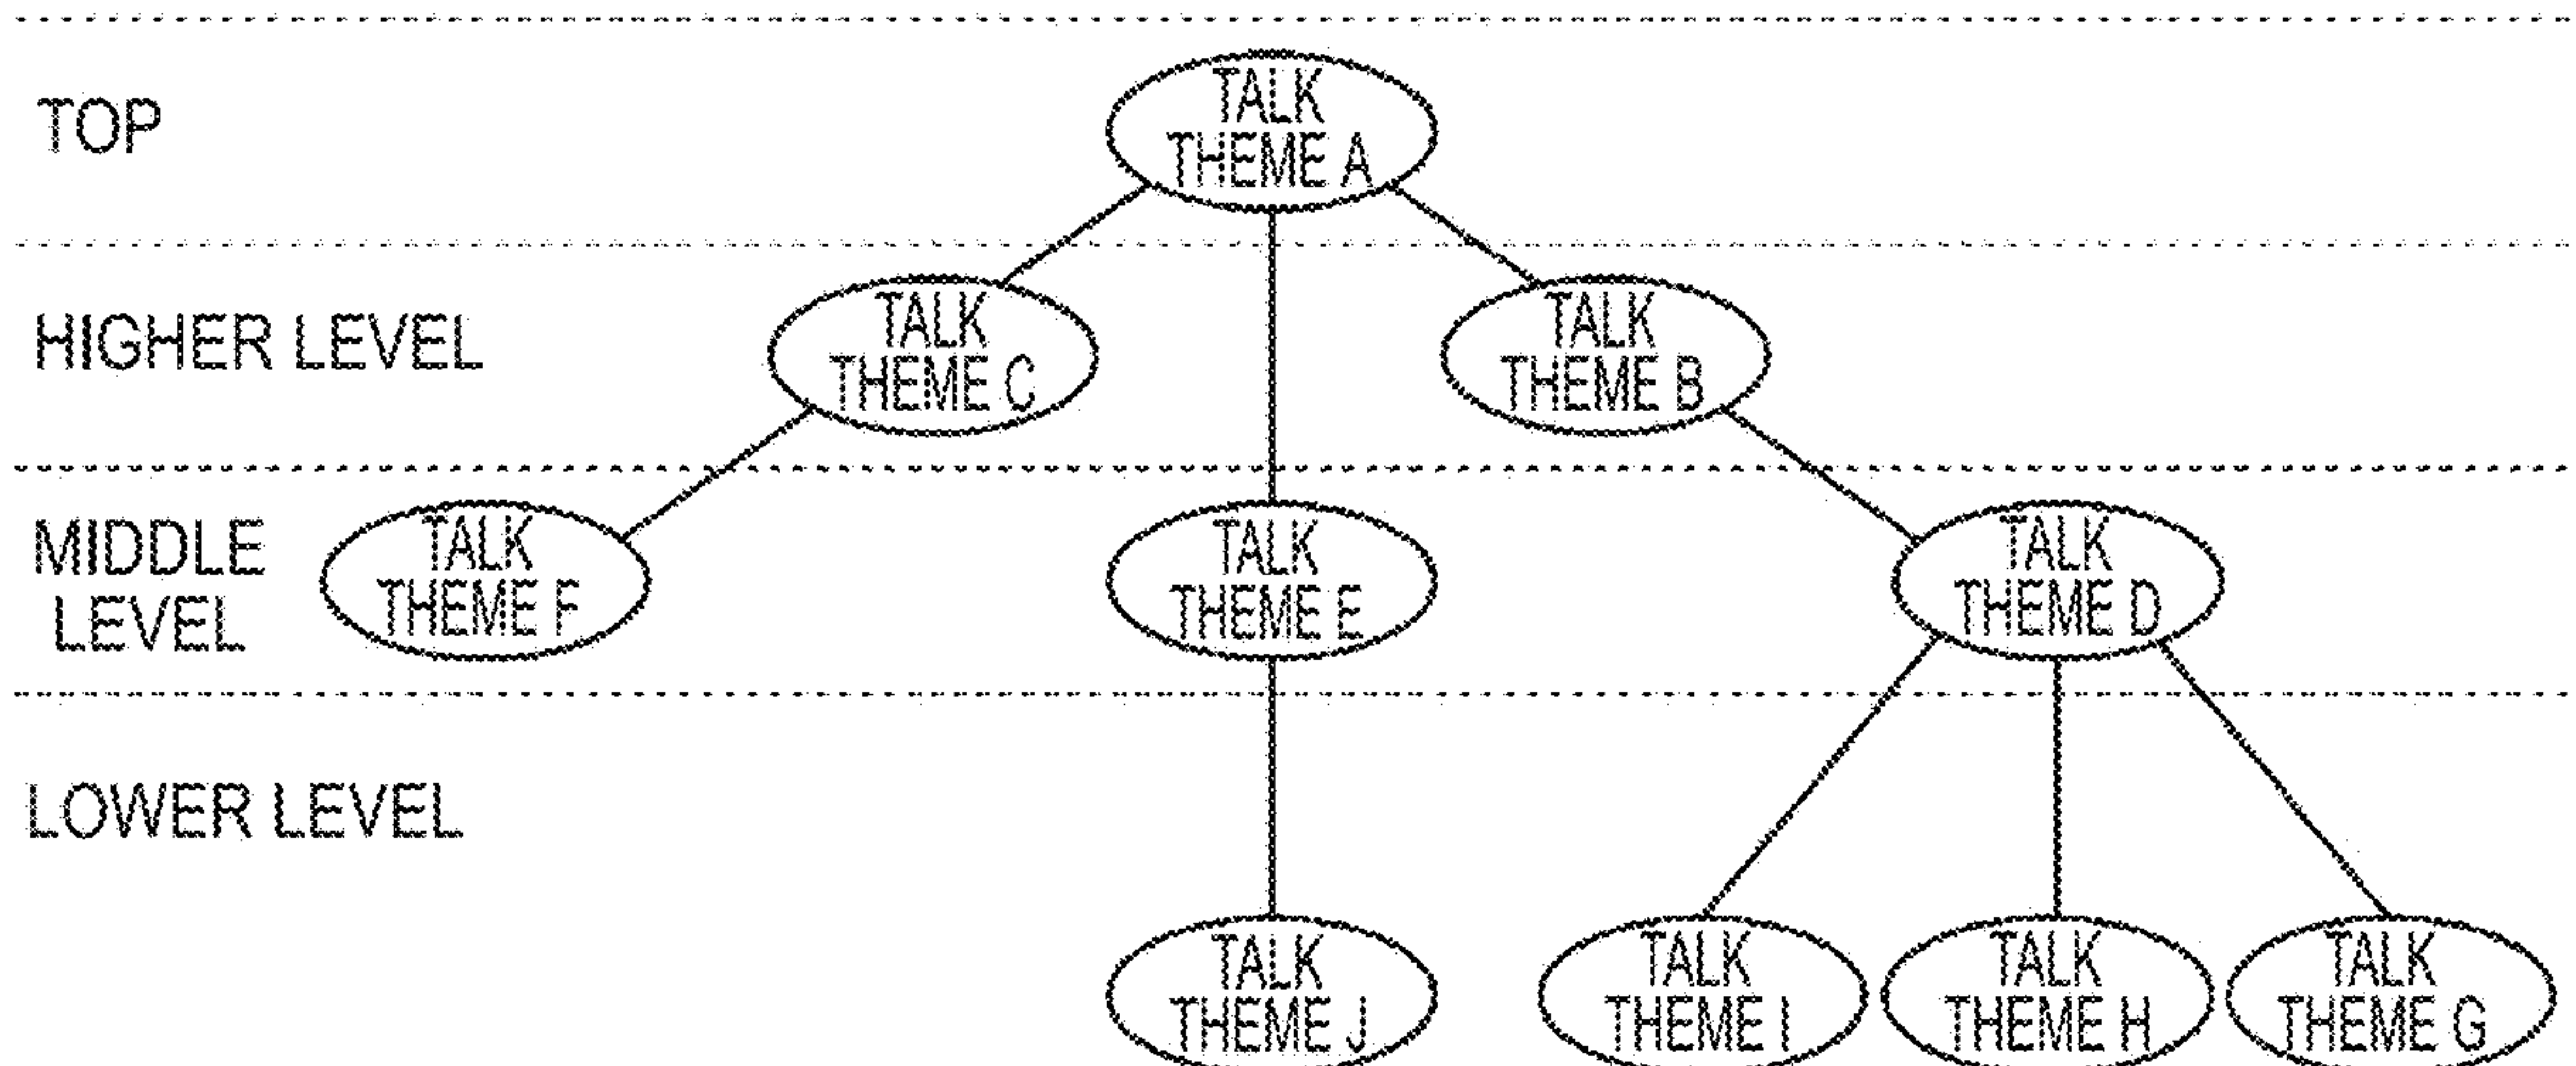 TOP
TALK
THEME A
HIGHER LEVEL
TALK
THEME C
TALK
THEME B
MIDDLE
LEVEL
TALK
THEME F
TALK
THEME E
TALK
THEME D
LOWER LEVEL
TALK
THEME J
TALK
THEME I
TALK
THEME H
TALK
THEME G